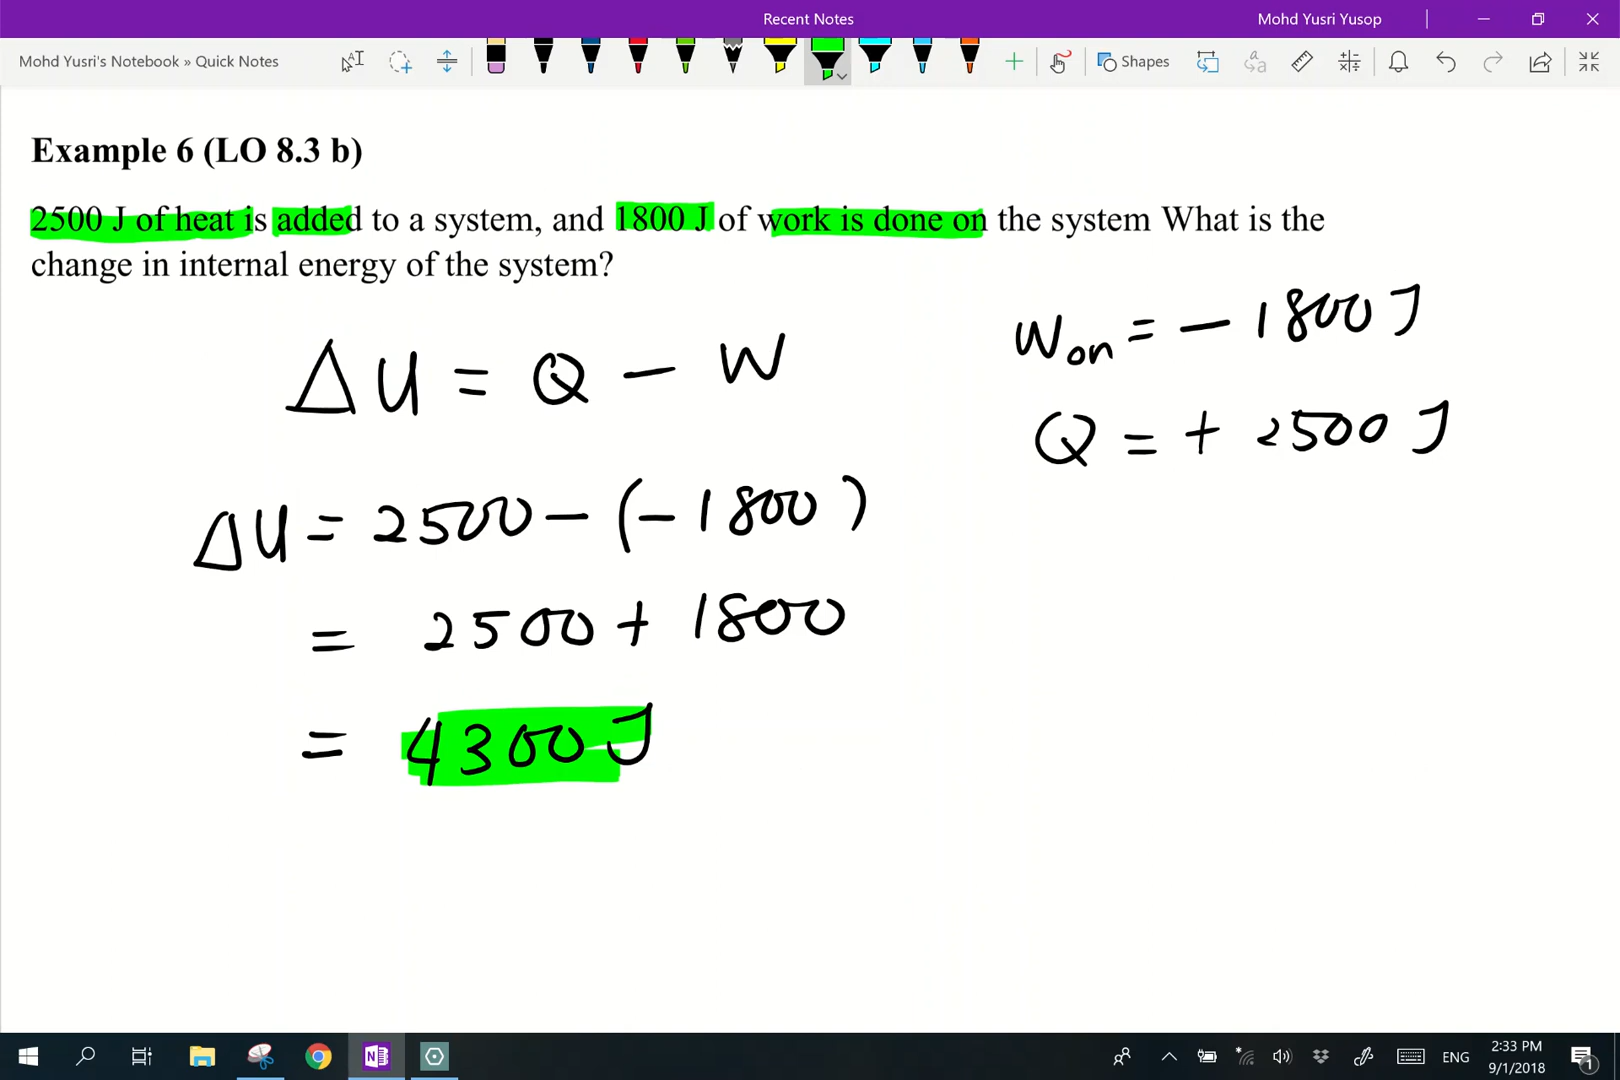 Recent Notes
Mohd Yusri Yusop
Mohd Yusri's Notebook » Quick Notes
Shapes
Example 6 (LO 8.3 b)
2500 J of heat is added to a system, and 1800 J of work is done on the system What is the
change in internal energy of the system?
Won = - 1800 J
Q = + 2500 J
ΔU = Q - W
ΔU = 2500 - (- 1800)
= 2500 + 1800
= 4300 J
ENG
2:33 PM
9/1/2018
1